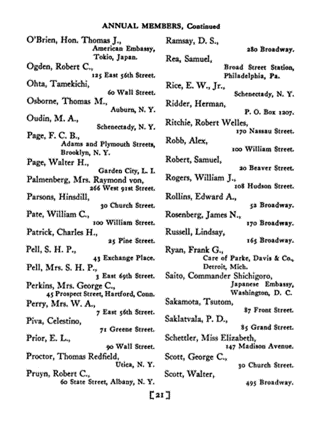 ANNUAL MEMBERS, Continued
O'Brien, Hon. Thomas J.,
American Embassy,
Tokio, Japan.
Ogden, Robert C.,
125 East 56th Street.
Ohta, Tamekichi,
60 Wall Street.
Osborne, Thomas M.,
Auburn, N. Y.
Oudin, M. A.,
Schenectady, N. Y.
Page, F. C. B.,
Adams and Plymouth Streets,
Brooklyn, N. Y.
Page, Walter H.,
Garden City, L. I.
Palmenberg, Mrs. Raymond von,
266 West 91st Street.
Parsons, Hinsdill,
30 Church Street.
Pate, William C.,
100 William Street.
Patrick, Charles H.,
25 Pine Street.
Pell, S. H. P.,
43 Exchange Place.
Pell, Mrs. S. H. P.,
3 East 69th Street.
Perkins, Mrs. George C.,
45 Prospect Street, Hartford, Conn.
Perry, Mrs. W. A.,
7 East 56th Street.
Piva, Celestino,
71 Greene Street.
Prior, E. L.,
90 Wall Street.
Proctor, Thomas Redfield,
Utica, N. Y.
Pruyn, Robert C.,
60 State Street, Albany, N. Y.
Ramsay, D. S.,
280 Broadway.
Rea, Samuel,
Broad Street Station,
Philadelphia, Pa.
Rice, E. W., Jr.,
Schenectady, N. Y.
Ridder, Herman,
P. O. Box 1207.
Ritchie, Robert Welles,
170 Nassau Street.
Robb, Alex,
100 William Street.
Robert, Samuel,
20 Beaver Street.
Rogers, William J.,
108 Hudson Street.
Rollins, Edward A.,
52 Broadway.
Rosenberg, James N.,
170 Broadway.
Russell, Lindsay,
165 Broadway.
Ryan, Frank G.,
Care of Parke, Davis & Co.,
Detroit, Mich.
Saito, Commander Shichigoro,
Japanese Embassy,
Washington, D. C.
Sakamota, Tsutom,
87 Front Street.
Saklatvala, P. D.,
85 Grand Street.
Schettler, Miss Elizabeth,
147 Madison Avenue.
Scott, George C.,
30 Church Street.
Scott, Walter,
495 Broadway.
[21]